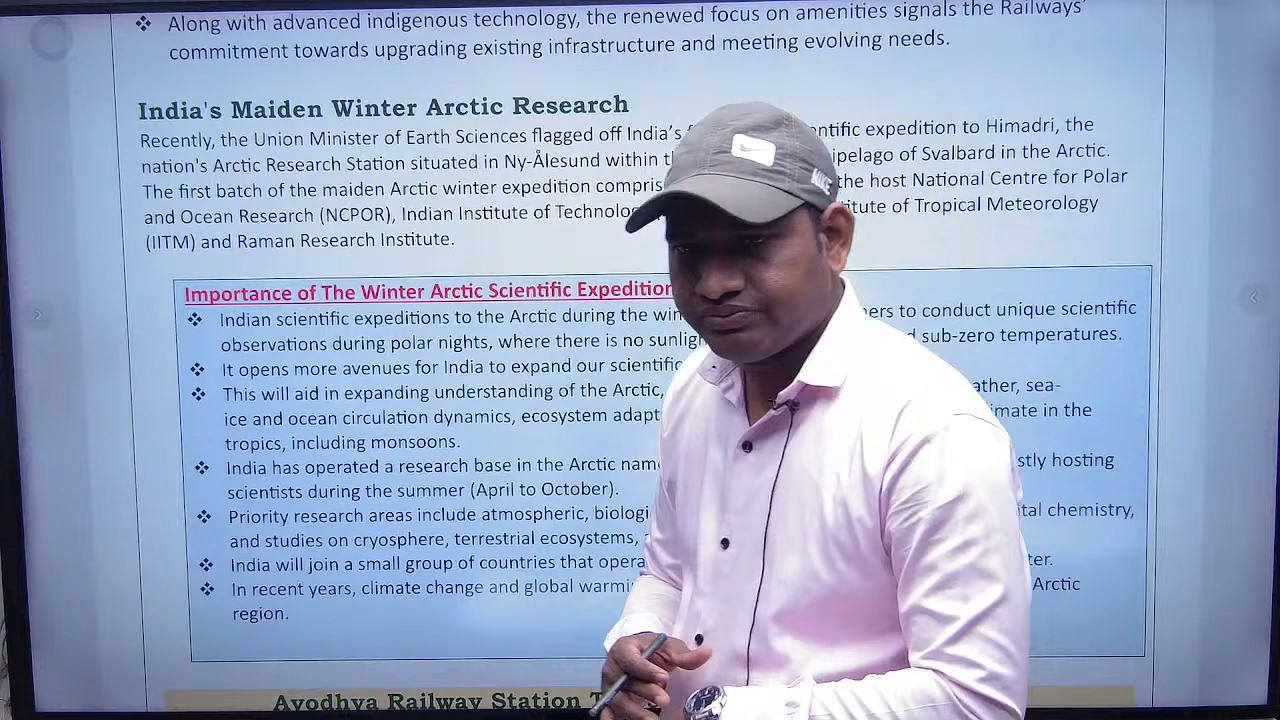 ❖ Along with advanced indigenous technology, the renewed focus on amenities signals the Railways'
commitment towards upgrading existing infrastructure and meeting evolving needs.
India's Maiden Winter Arctic Research
Recently, the Union Minister of Earth Sciences flagged off India's entific expedition to Himadri, the
nation's Arctic Research Station situated in Ny-Ålesund within ipelago of Svalbard in the Arctic.
The first batch of the maiden Arctic winter expedition compris the host National Centre for Polar
and Ocean Research (NCPOR), Indian Institute of Technolo itute of Tropical Meteorology
(IITM) and Raman Research Institute.
Importance of The Winter Arctic Scientific Expedition
❖ Indian scientific expeditions to the Arctic during the win hers to conduct unique scientific
observations during polar nights, where there is no sunligh d sub-zero temperatures.
❖ It opens more avenues for India to expand our scientific
❖ This will aid in expanding understanding of the Arctic, ather, sea-
ice and ocean circulation dynamics, ecosystem adapt imate in the
tropics, including monsoons.
❖ India has operated a research base in the Arctic nam stly hosting
scientists during the summer (April to October).
❖ Priority research areas include atmospheric, biologi tal chemistry,
and studies on cryosphere, terrestrial ecosystems,
❖ India will join a small group of countries that opera ter.
❖ In recent years, climate change and global warmi Arctic
region.
Ayodhya Railway Station
NIKE